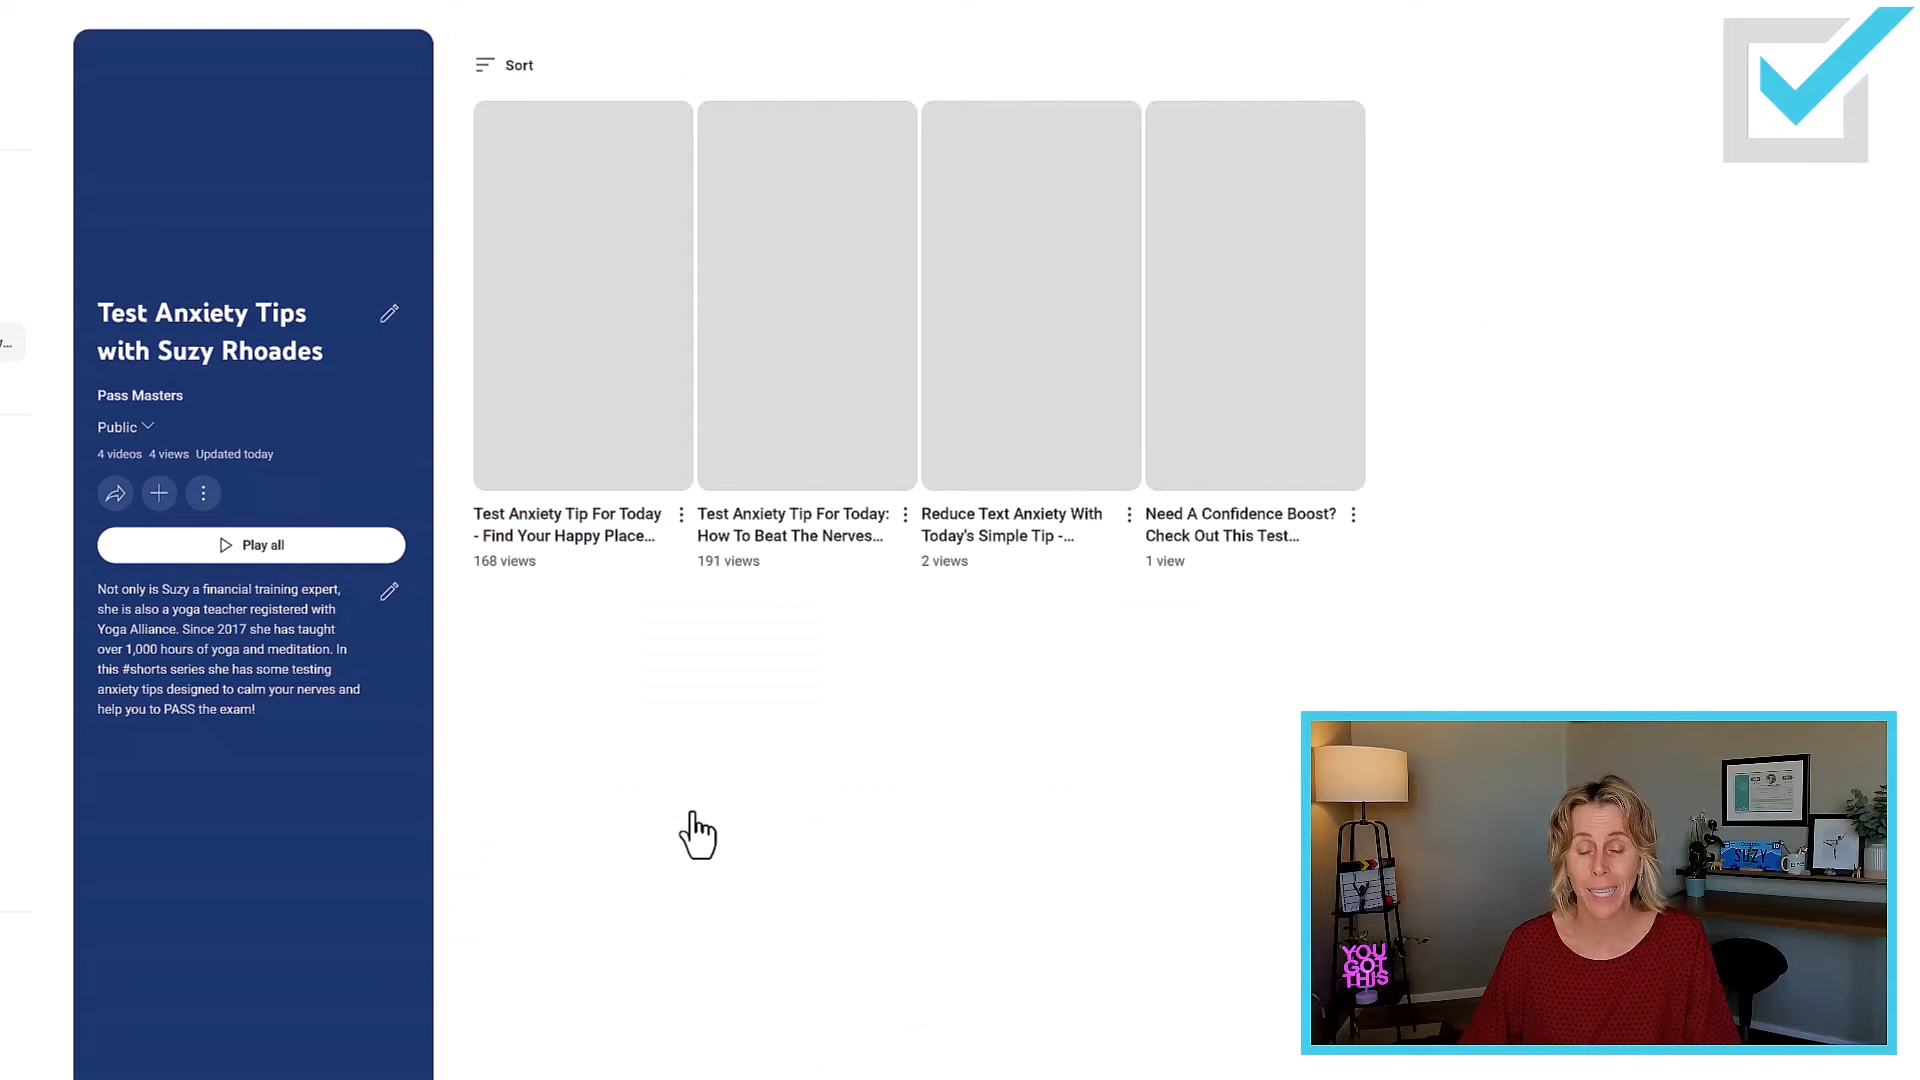 Sort
Test Anxiety Tips
with Suzy Rhoades
Pass Masters
Public
4 videos 4 views Updated today
Play all
Not only is Suzy a financial training expert,
she is also a yoga teacher registered with
Yoga Alliance. Since 2017 she has taught
over 1,000 hours of yoga and meditation. In
this #shorts series she has some testing
anxiety tips designed to calm your nerves and
help you to PASS the exam!
Test Anxiety Tip For Today
- Find Your Happy Place...
168 views
Test Anxiety Tip For Today:
How To Beat The Nerves...
191 views
Reduce Text Anxiety With
Today's Simple Tip -...
2 views
Need A Confidence Boost?
Check Out This Test...
1 view
SUZY
YOU
GOT
THIS